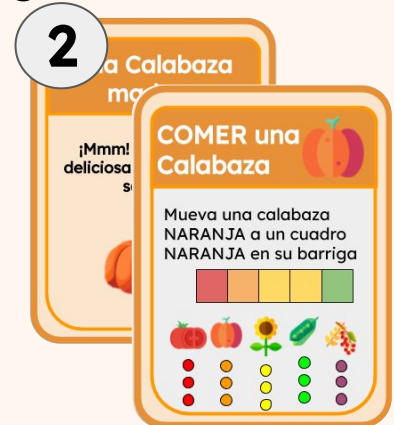 2
a Calabaza
ma
¡Mmm!
deliciosa
COMER una
Calabaza
Mueva una calabaza
NARANJA a un cuadro
NARANJA en su barriga